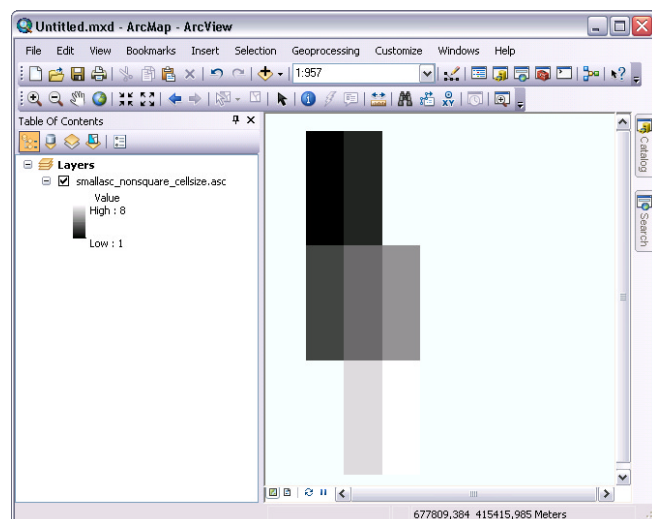 Untitled.mxd - ArcMap - ArcView
File Edit View Bookmarks Insert Selection Geoprocessing Customize Windows Help
1:957
Table Of Contents
Layers
smallasc_nonsquare_cellsize.asc
Value
High : 8
Low : 1
Catalog
Search
677809,384 415415,985 Meters